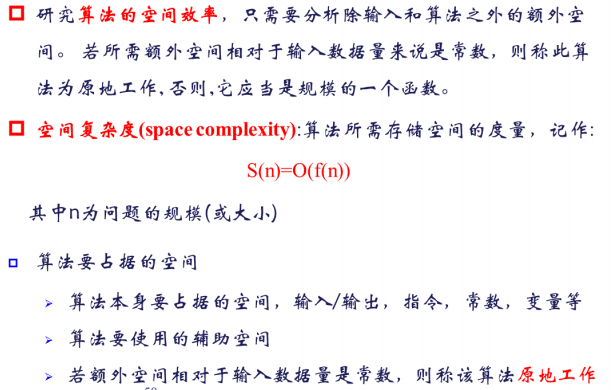 研究算法的空间效率，只需要分析除输入和算法之外的额外空
间。若所需额外空间相对于输入数据量来说是常数，则称此算
法为原地工作,否则,它应当是规模的一个函数。
空间复杂度(space complexity):算法所需存储空间的度量，记作:
S(n)=O(f(n))
其中n为问题的规模(或大小)
算法要占据的空间
算法本身要占据的空间，输入/输出，指令，常数，变量等
算法要使用的辅助空间
若额外空间相对于输入数据量是常数，则称该算法原地工作